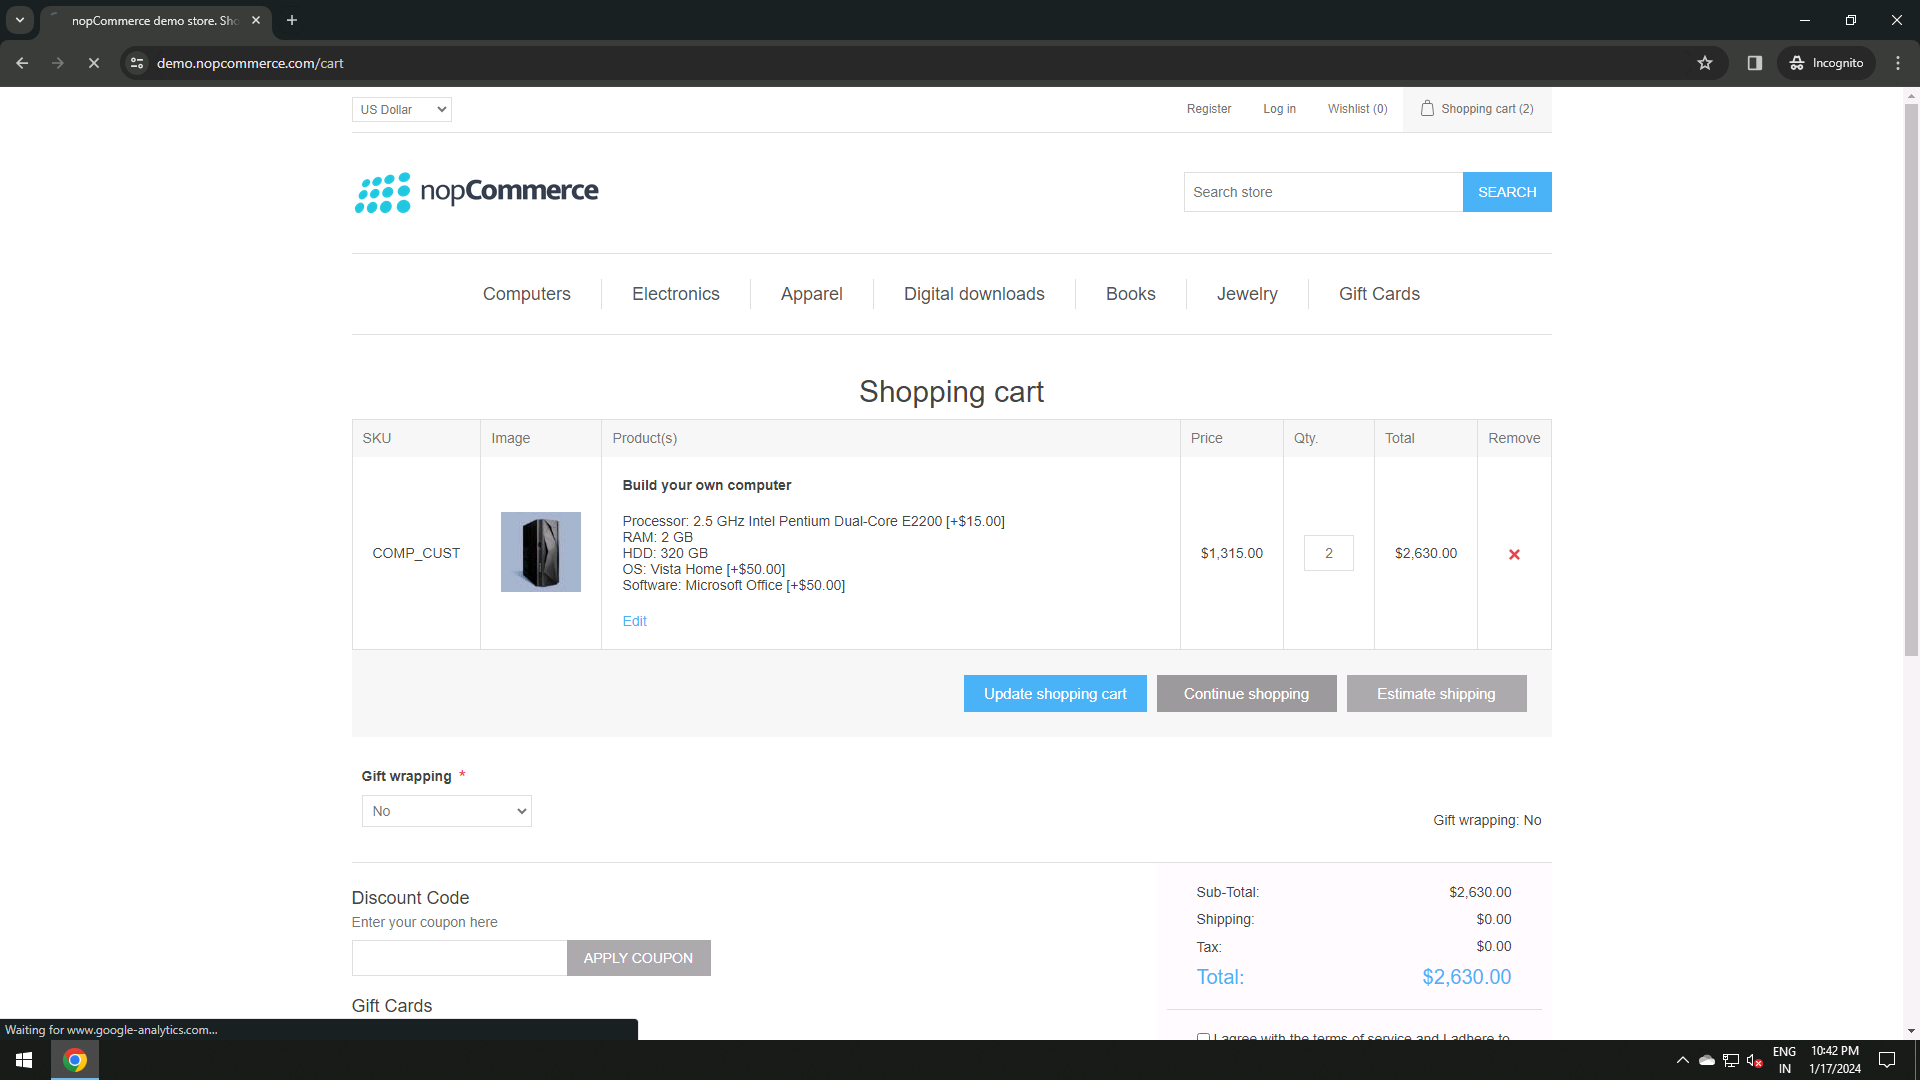 nopCommerce demo store. Sho
demo.nopcommerce.com/cart
Incognito
US Dollar
Register
Log in
Wishlist (0)
Shopping cart (2)
nopCommerce
Search store
SEARCH
Computers
Electronics
Apparel
Digital downloads
Books
Jewelry
Gift Cards
Shopping cart
SKU Image Product(s) Price Qty. Total Remove
Build your own computer
Processor: 2.5 GHz Intel Pentium Dual-Core E2200 [+$15.00]
RAM: 2 GB
COMP_CUST HDD: 320 GB $1,315.00 2 $2,630.00
OS: Vista Home [+$50.00]
Software: Microsoft Office [+$50.00]
Edit
Update shopping cart
Continue shopping
Estimate shipping
Gift wrapping *
No
Gift wrapping: No
Discount Code
Enter your coupon here
APPLY COUPON
Gift Cards
Sub-Total: $2,630.00
Shipping: $0.00
Tax: $0.00
Total: $2,630.00
I agree with the terms of service and I adhere to
Waiting for www.google-analytics.com...
ENG
IN
10:42 PM
1/17/2024